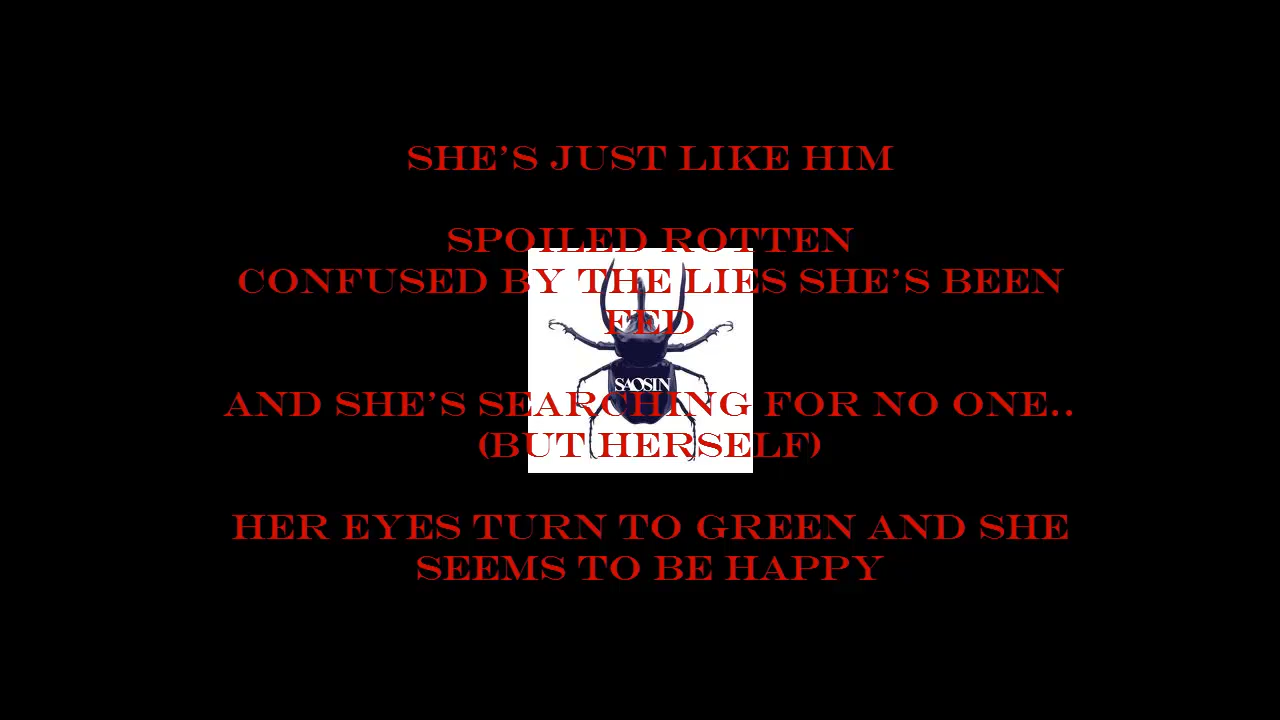 SHE'S JUST LIKE HIM
SPOILED ROTTEN
CONFUSED BY THE LIES SHE'S BEEN
FED
SAOSIN
AND SHE'S SEARCHING FOR NO ONE..
(BUT HERSELF)
HER EYES TURN TO GREEN AND SHE
SEEMS TO BE HAPPY